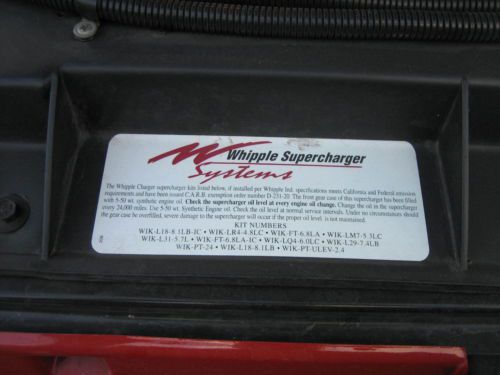 Whipple Supercharger
Systems
The Whipple Charger supercharger kits listed below, if installed per Whipple Ind. specifications meets California and Federal emission
requirements and have been issued C.A.R.B. exemption order number D-231-20 The front gear case of this supercharger has been filled
with 5-50 wt. synthetic engine oil. Check the supercharger oil level at every engine oil change. Change the oil in the supercharger
every 24,000 miles. Use 5-50 wt. Synthetic Engine oil. Check the oil level at normal service intervals. Under no circumstances should
the gear case be overfilled, severe damage to the supercharger will occur if the proper oil level is not maintained.
KIT NUMBERS
WIK-L18-8.1LB-IC • WIK-LR4-4.8LC • WIK-FT-6.8LA • WIK-LM7-5.3LC
WIK-L31-5.7L • WIK-FT-6.8LA-IC • WIK-LQ4-6.0LC • WIK-L29-7.4LB
WIK-PT-24 • WIK-L18-8.1LB • WIK-PT-ULEV-2.4